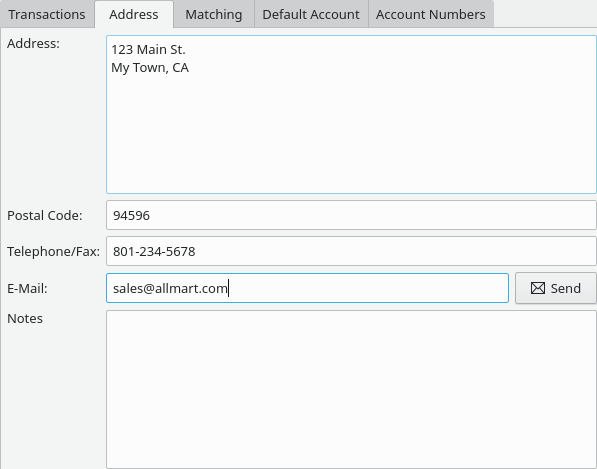 Transactions Address Matching Default Account Account Numbers
Address:
123 Main St.
My Town, CA
Postal Code: 94596
Telephone/Fax: 801-234-5678
E-Mail: sales@allmart.com Send
Notes